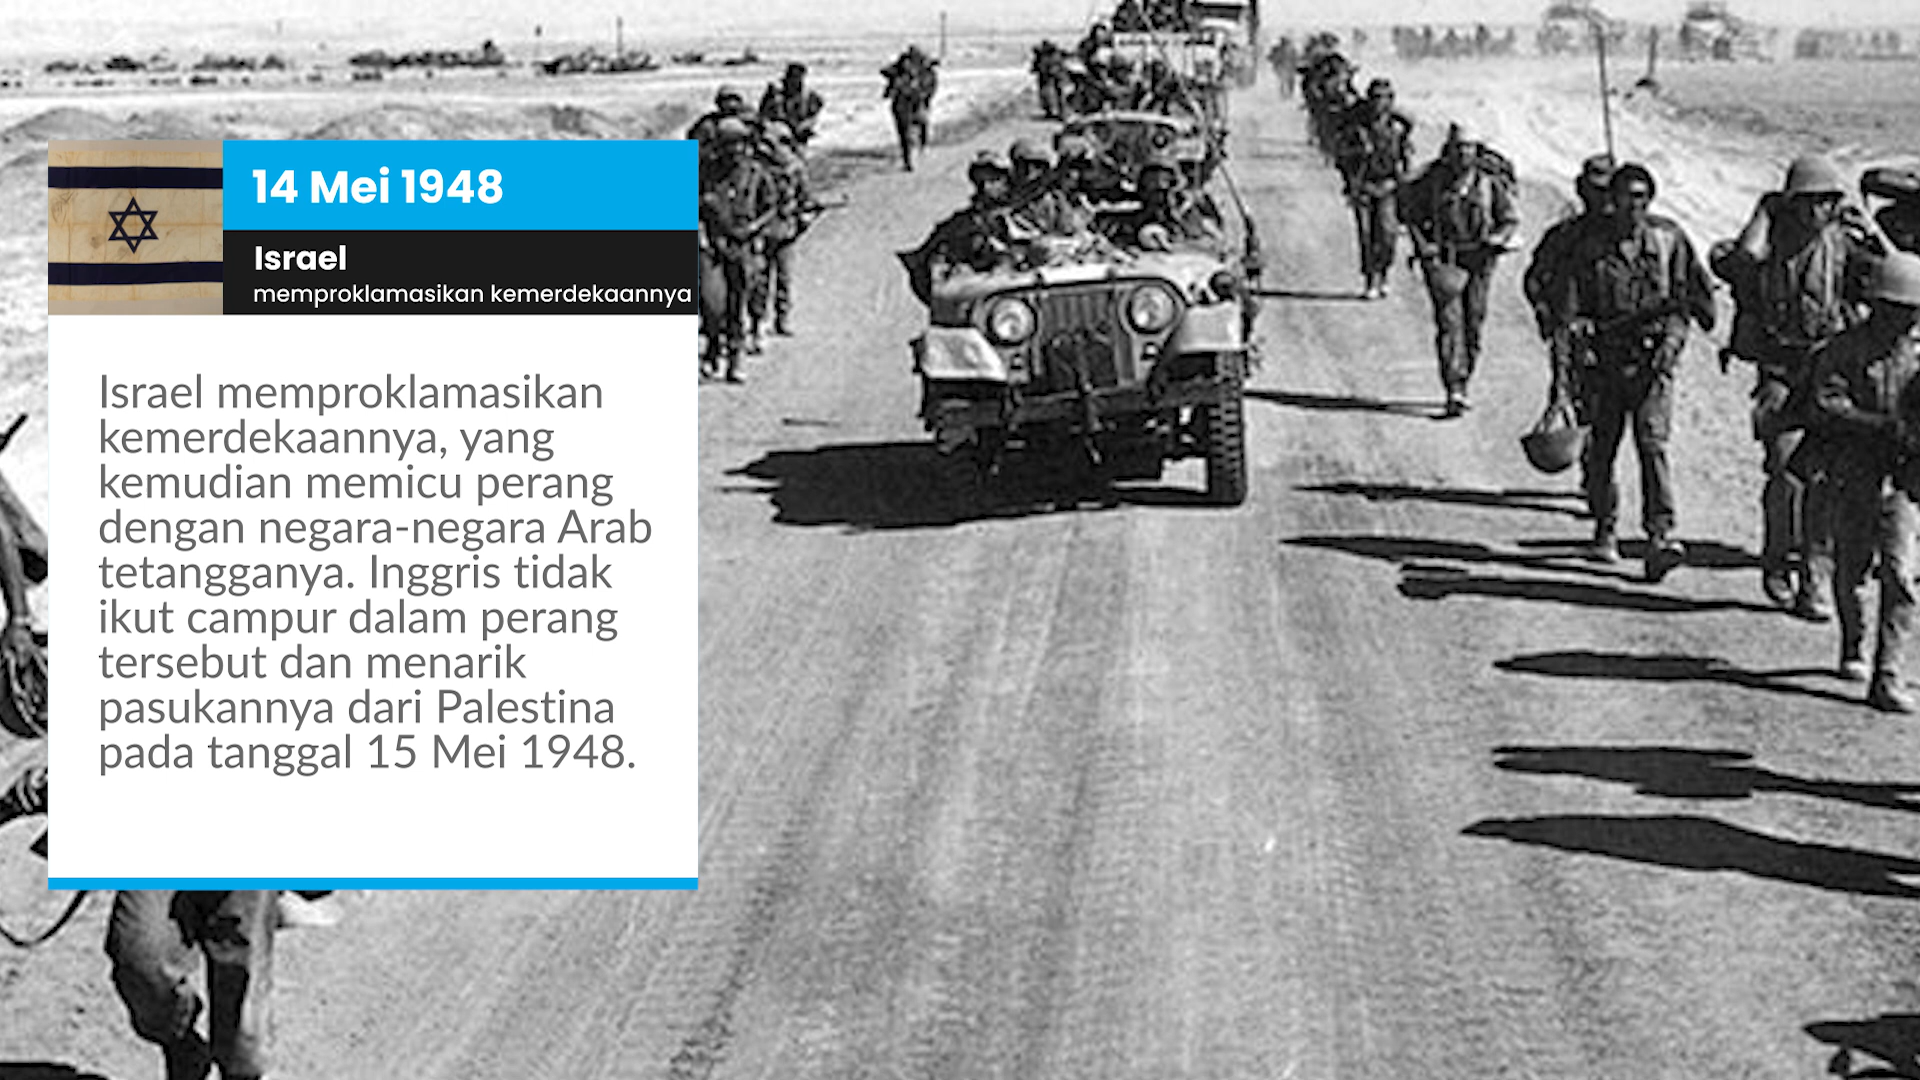 14 Mei 1948
Israel
memproklamasikan kemerdekaannya
Israel memproklamasikan
kemerdekaannya, yang
kemudian memicu perang
dengan negara-negara Arab
tetangganya. Inggris tidak
ikut campur dalam perang
tersebut dan menarik
pasukannya dari Palestina
pada tanggal 15 Mei 1948.